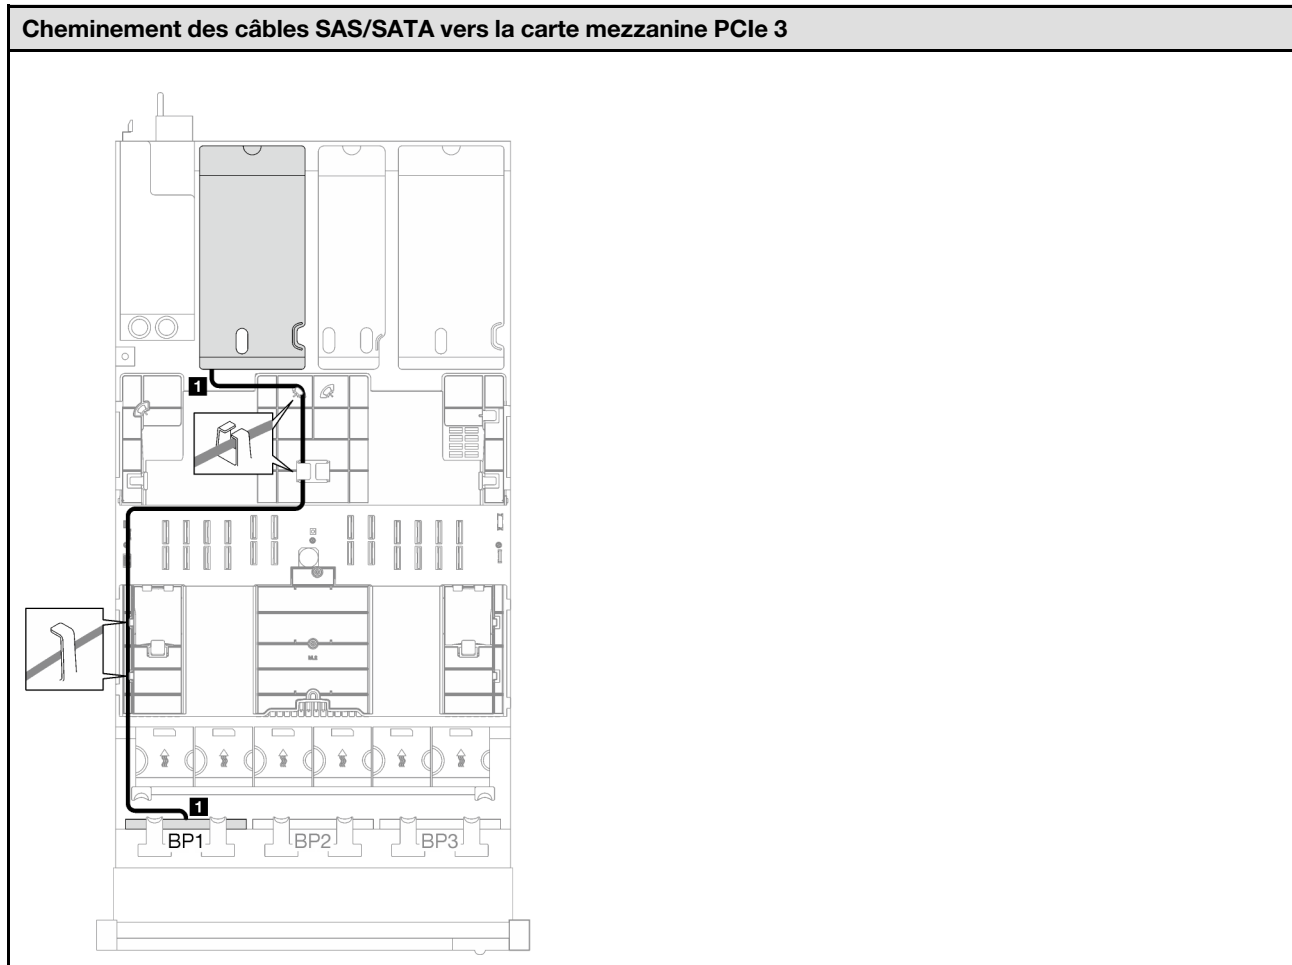 Cheminement des câbles SAS/SATA vers la carte mezzanine PCIe 3
1
1
BP1 BP2 BP3